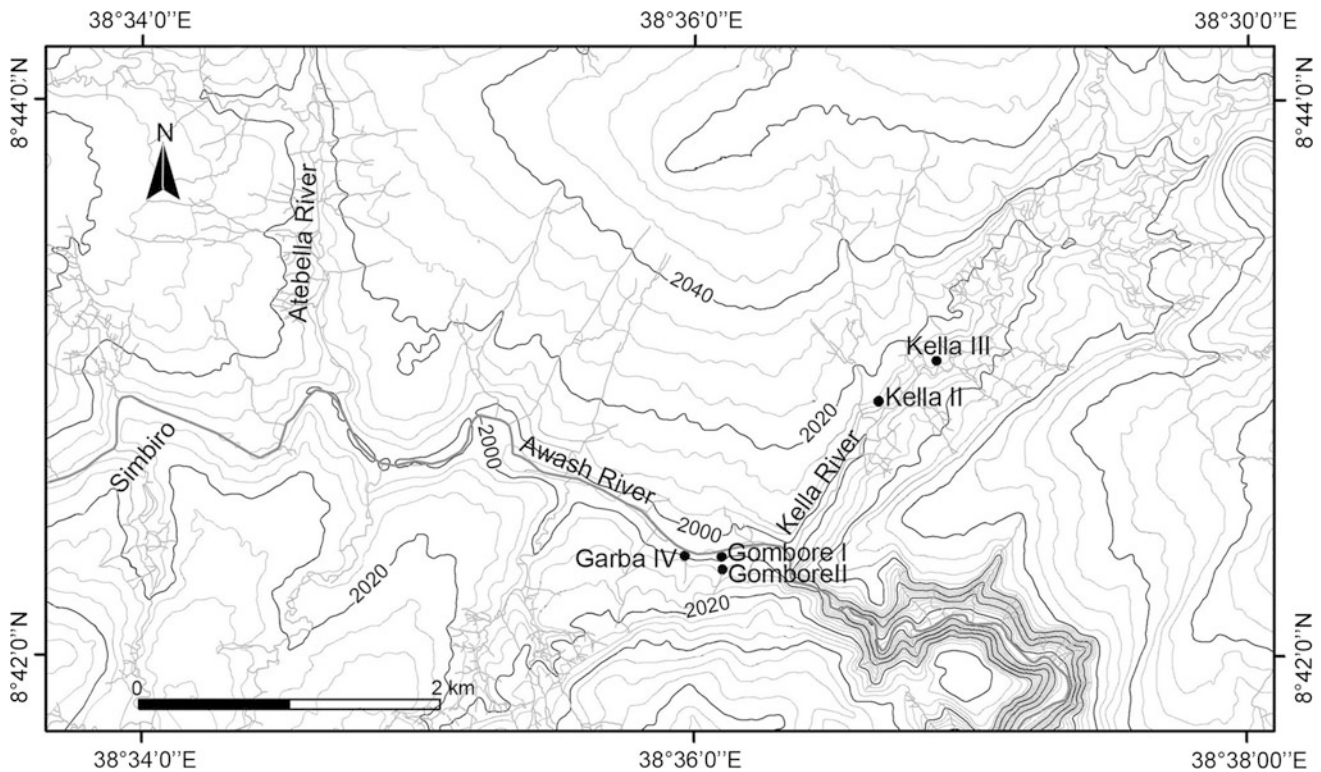 38°34'0''E
38°36'0''E
38°30'0''E
8°44'0''N
8°44'0''N
N
Atebella River
2040
Kella III
Kella II
2020
Simbiro
2000
Awash River
Kella River
2000
Garba IV
Gombore I
GomboreII
2020
2020
8°42'0''N
8°42'0''N
0
2 km
38°34'0''E
38°36'0''E
38°38'00''E